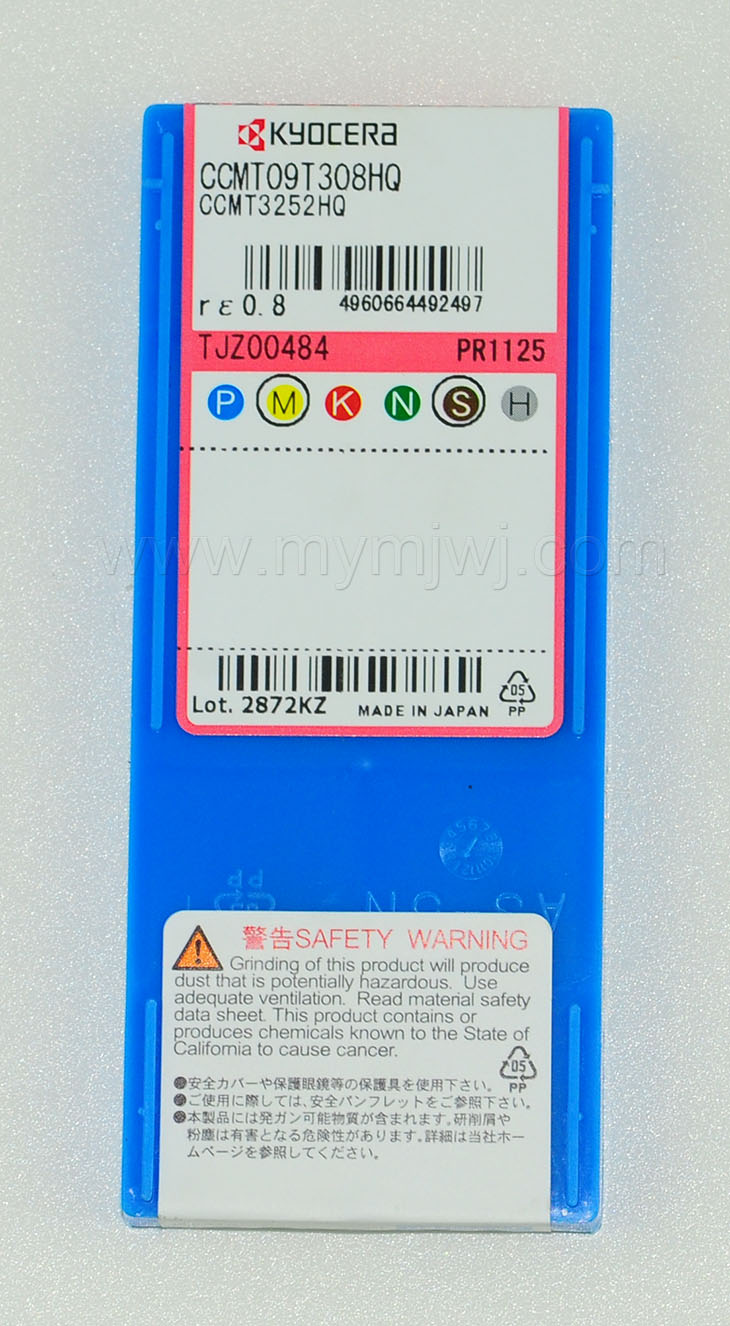 KYOCERA
CCMT09T308HQ
CCMT3252HQ
rε0.8 4960664492497
TJZ00484 PR1125
P M K N S H
www.mymjwj.com
Lot. 2872KZ MADE IN JAPAN
05
PP
警告SAFETY WARNING
Grinding of this product will produce
dust that is potentially hazardous. Use
adequate ventilation. Read material safety
data sheet. This product contains or
produces chemicals known to the State of
California to cause cancer.
05
PP
●安全カバーや保護眼鏡等の保護具を使用下さい。
●ご使用に際しては、安全パンフレットをご参照下さい。
●本製品には発ガン可能物質が含まれます。研削屑や
粉塵は有害となる危険性があります。詳細は当社ホー
ムページを参照してください。